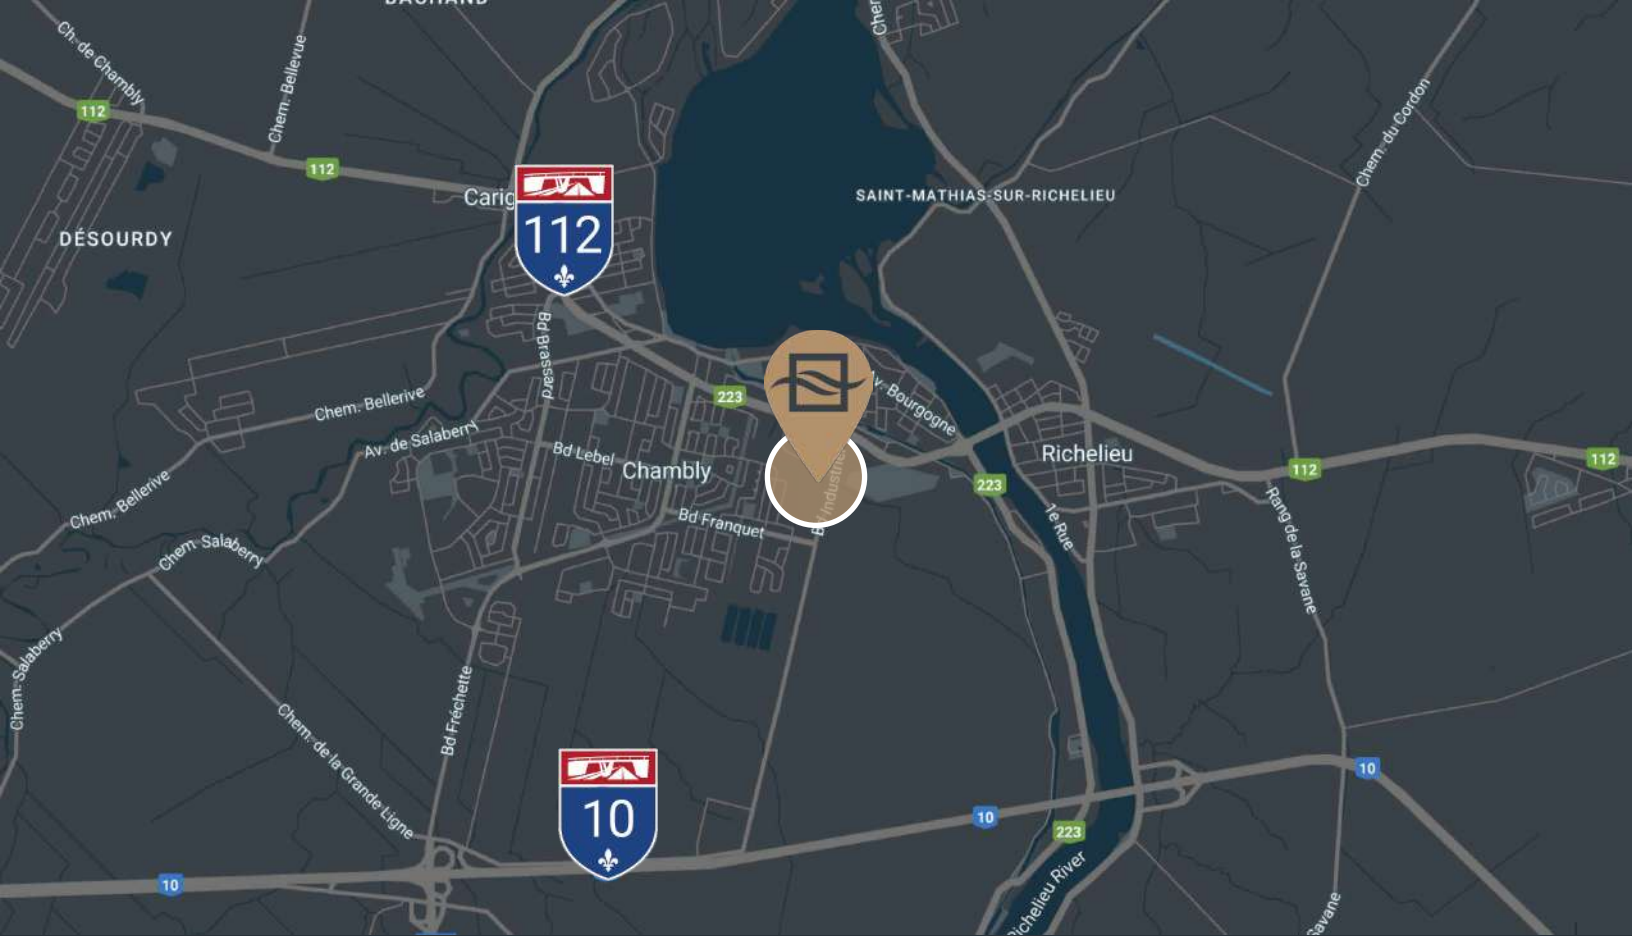 BACHAND
Ch. de Chambly
Chem. Bellevue
112
112
Carig
112
DÉSOURDY
SAINT-MATHIAS-SUR-RICHELIEU
Chem. du Cordon
Bd Brassard
Chem. Bellerive
Av. de Salaberry
223
Av. Bourgogne
Bd Lebel
Chambly
Richelieu
112
112
223
Bd Industriel
Chem. Bellerive
Chem. Salaberry
Bd Franquet
1e Rue
Rang de la Savane
Chem. Salaberry
Bd Fréchette
Chem. de la Grande Ligne
10
10
10
223
10
Richelieu River
Savane